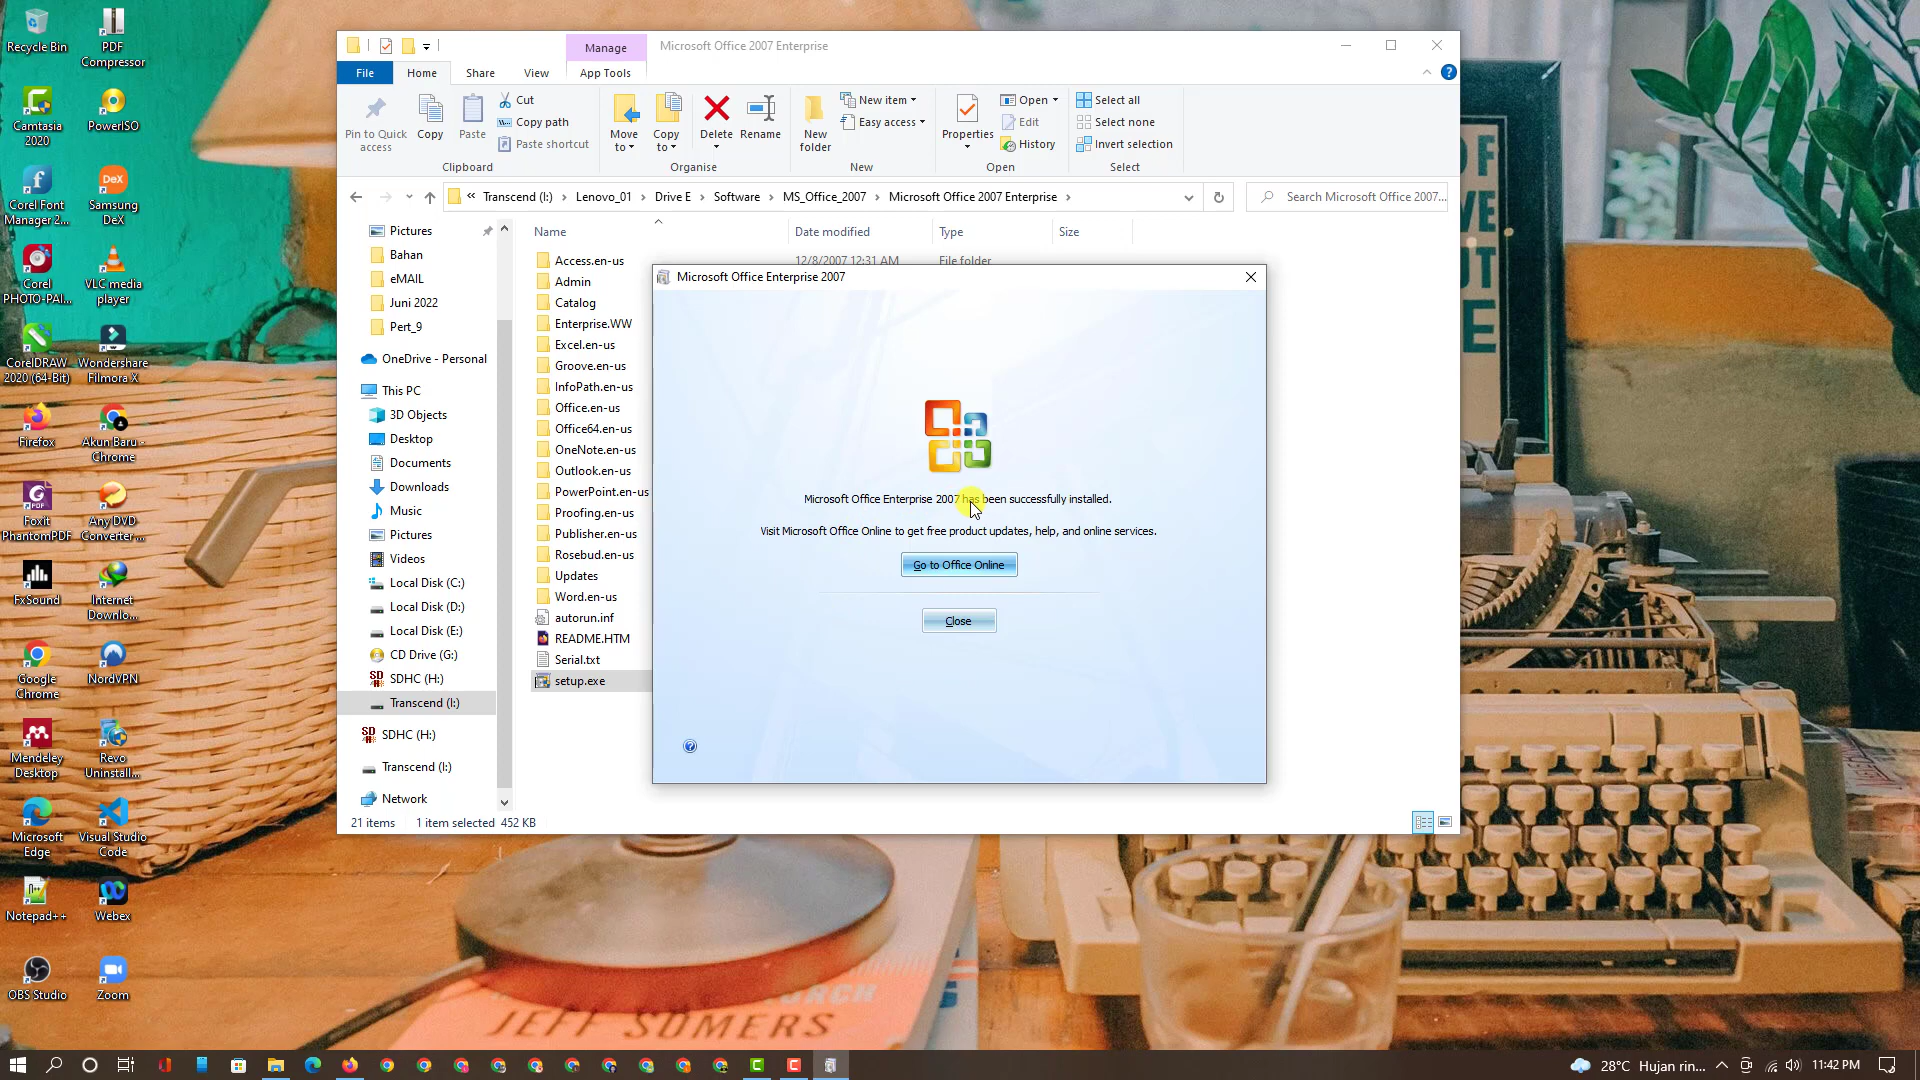 Recycle Bin
PDF
Compressor
Camtasia
2020
PowerISO
Corel Font
Manager 2...
Samsung
DeX
Corel
PHOTO-PAI...
VLC media
player
CorelDRAW
2020 (64-Bit)
Wondershare
Filmora X
Firefox
Akun Baru -
Chrome
Foxit
PhantomPDF
Any DVD
Converter ...
FxSound
Internet
Downlo...
Google
Chrome
NordVPN
Mendeley
Desktop
Revo
Uninstall...
Microsoft
Edge
Visual Studio
Code
Notepad++
Webex
OBS Studio
Zoom
Manage
Microsoft Office 2007 Enterprise
File
Home
Share
View
App Tools
Pin to Quick
access
Copy
Paste
Cut
Copy path
Paste shortcut
Clipboard
Move
to
Copy
to
Delete
Rename
Organise
New
folder
New item
Easy access
New
Properties
Open
Edit
History
Open
Select all
Select none
Invert selection
Select
« Transcend (I:) › Lenovo_01 › Drive E › Software › MS_Office_2007 › Microsoft Office 2007 Enterprise ›
Search Microsoft Office 2007...
Pictures
Bahan
eMAIL
Juni 2022
Pert_9
OneDrive - Personal
This PC
3D Objects
Desktop
Documents
Downloads
Music
Pictures
Videos
Local Disk (C:)
Local Disk (D:)
Local Disk (E:)
CD Drive (G:)
SDHC (H:)
Transcend (I:)
SDHC (H:)
Transcend (I:)
Network
Name
Date modified
Type
Size
Access.en-us
12/8/2007 12:31 AM
File folder
Admin
Catalog
Enterprise.WW
Excel.en-us
Groove.en-us
InfoPath.en-us
Office.en-us
Office64.en-us
OneNote.en-us
Outlook.en-us
PowerPoint.en-us
Proofing.en-us
Publisher.en-us
Rosebud.en-us
Updates
Word.en-us
autorun.inf
README.HTM
Serial.txt
setup.exe
21 items
1 item selected 452 KB
Microsoft Office Enterprise 2007
Microsoft Office Enterprise 2007 has been successfully installed.
Visit Microsoft Office Online to get free product updates, help, and online services.
Go to Office Online
Close
JEFF SOMERS
28°C Hujan rin...
11:42 PM